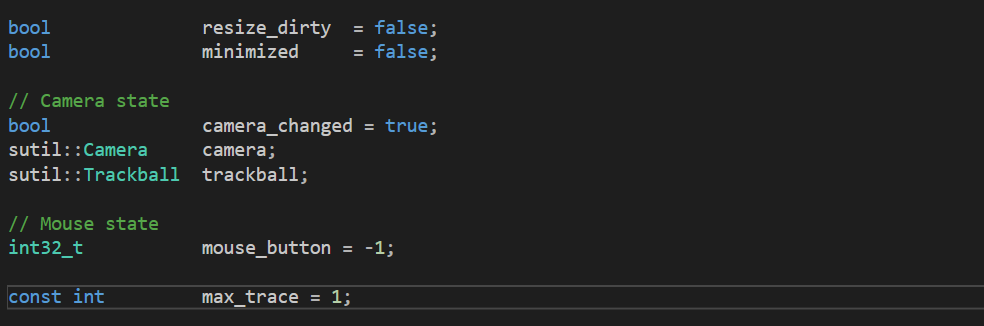 bool              resize_dirty  = false;
bool              minimized     = false;

// Camera state
bool              camera_changed = true;
sutil::Camera     camera;
sutil::Trackball  trackball;

// Mouse state
int32_t           mouse_button = -1;

const int         max_trace = 1;